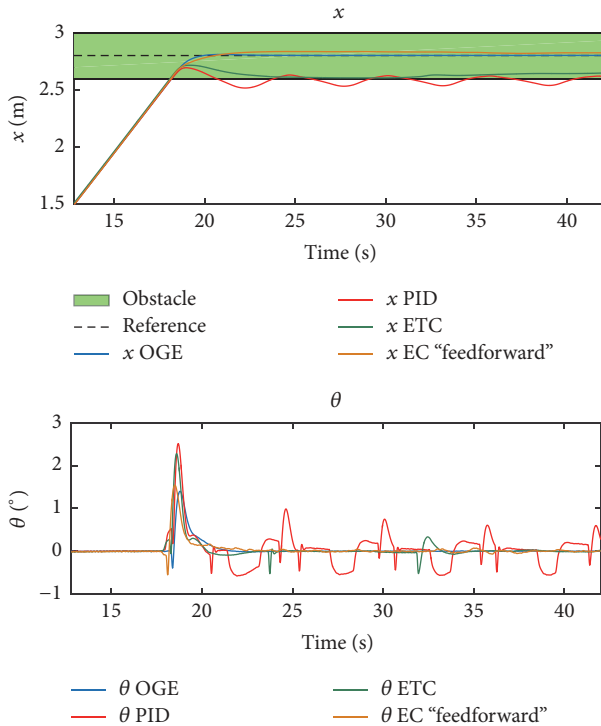 x
3
2.5
2
1.5
x (m)
15 20 25 30 35 40
Time (s)
Obstacle
Reference
x OGE
x PID
x ETC
x EC “feedforward”
θ
3
2
1
0
−1
θ (°)
15 20 25 30 35 40
Time (s)
θ OGE
θ PID
θ ETC
θ EC “feedforward”